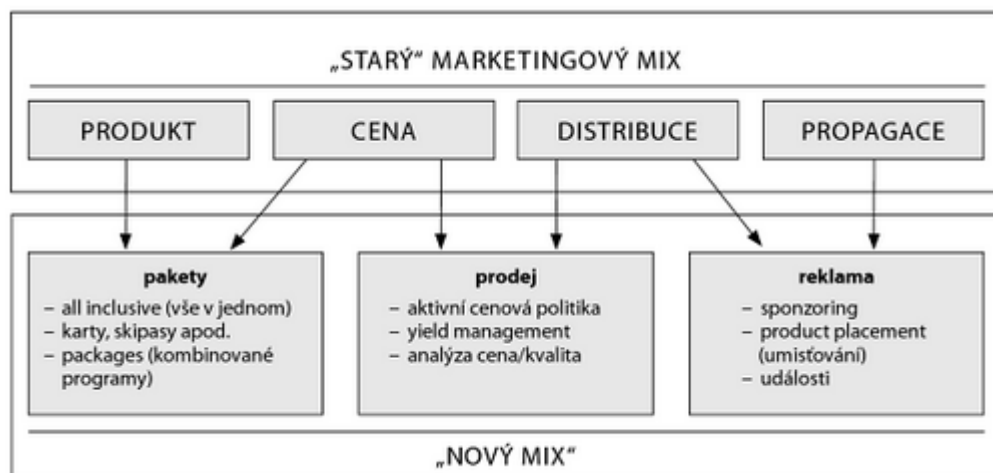 „STARÝ“ MARKETINGOVÝ MIX
PRODUKT
CENA
DISTRIBUCE
PROPAGACE
pakety
– all inclusive (vše v jednom)
– karty, skipasy apod.
– packages (kombinované
programy)
prodej
– aktivní cenová politika
– yield management
– analýza cena/kvalita
reklama
– sponzoring
– product placement
(umisťování)
– události
„NOVÝ MIX“